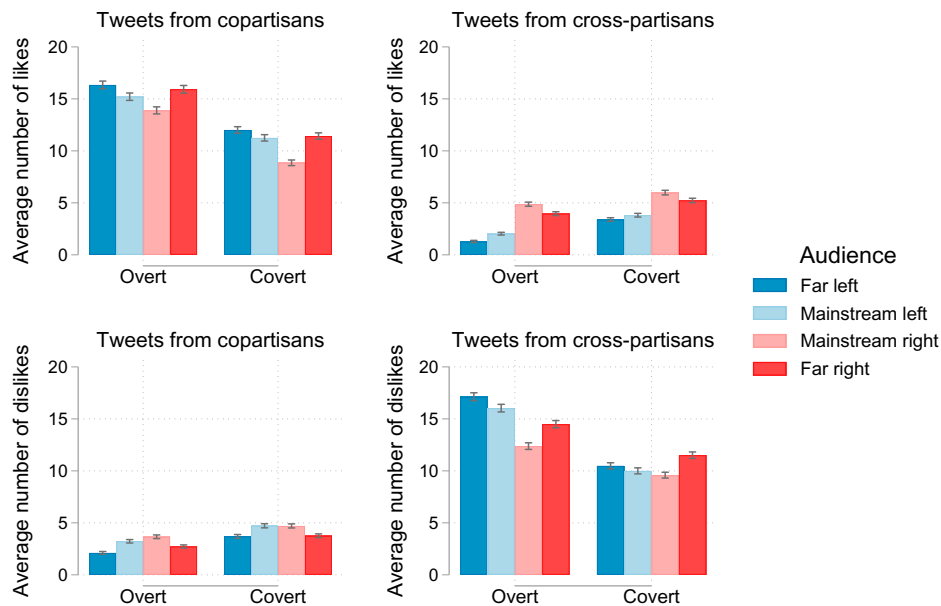 Tweets from copartisans
Average number of likes
20
15
10
5
0
Overt
Covert
Tweets from cross-partisans
Average number of likes
20
15
10
5
0
Overt
Covert
Tweets from copartisans
Average number of dislikes
20
15
10
5
0
Overt
Covert
Tweets from cross-partisans
Average number of dislikes
20
15
10
5
0
Overt
Covert
Audience
Far left
Mainstream left
Mainstream right
Far right